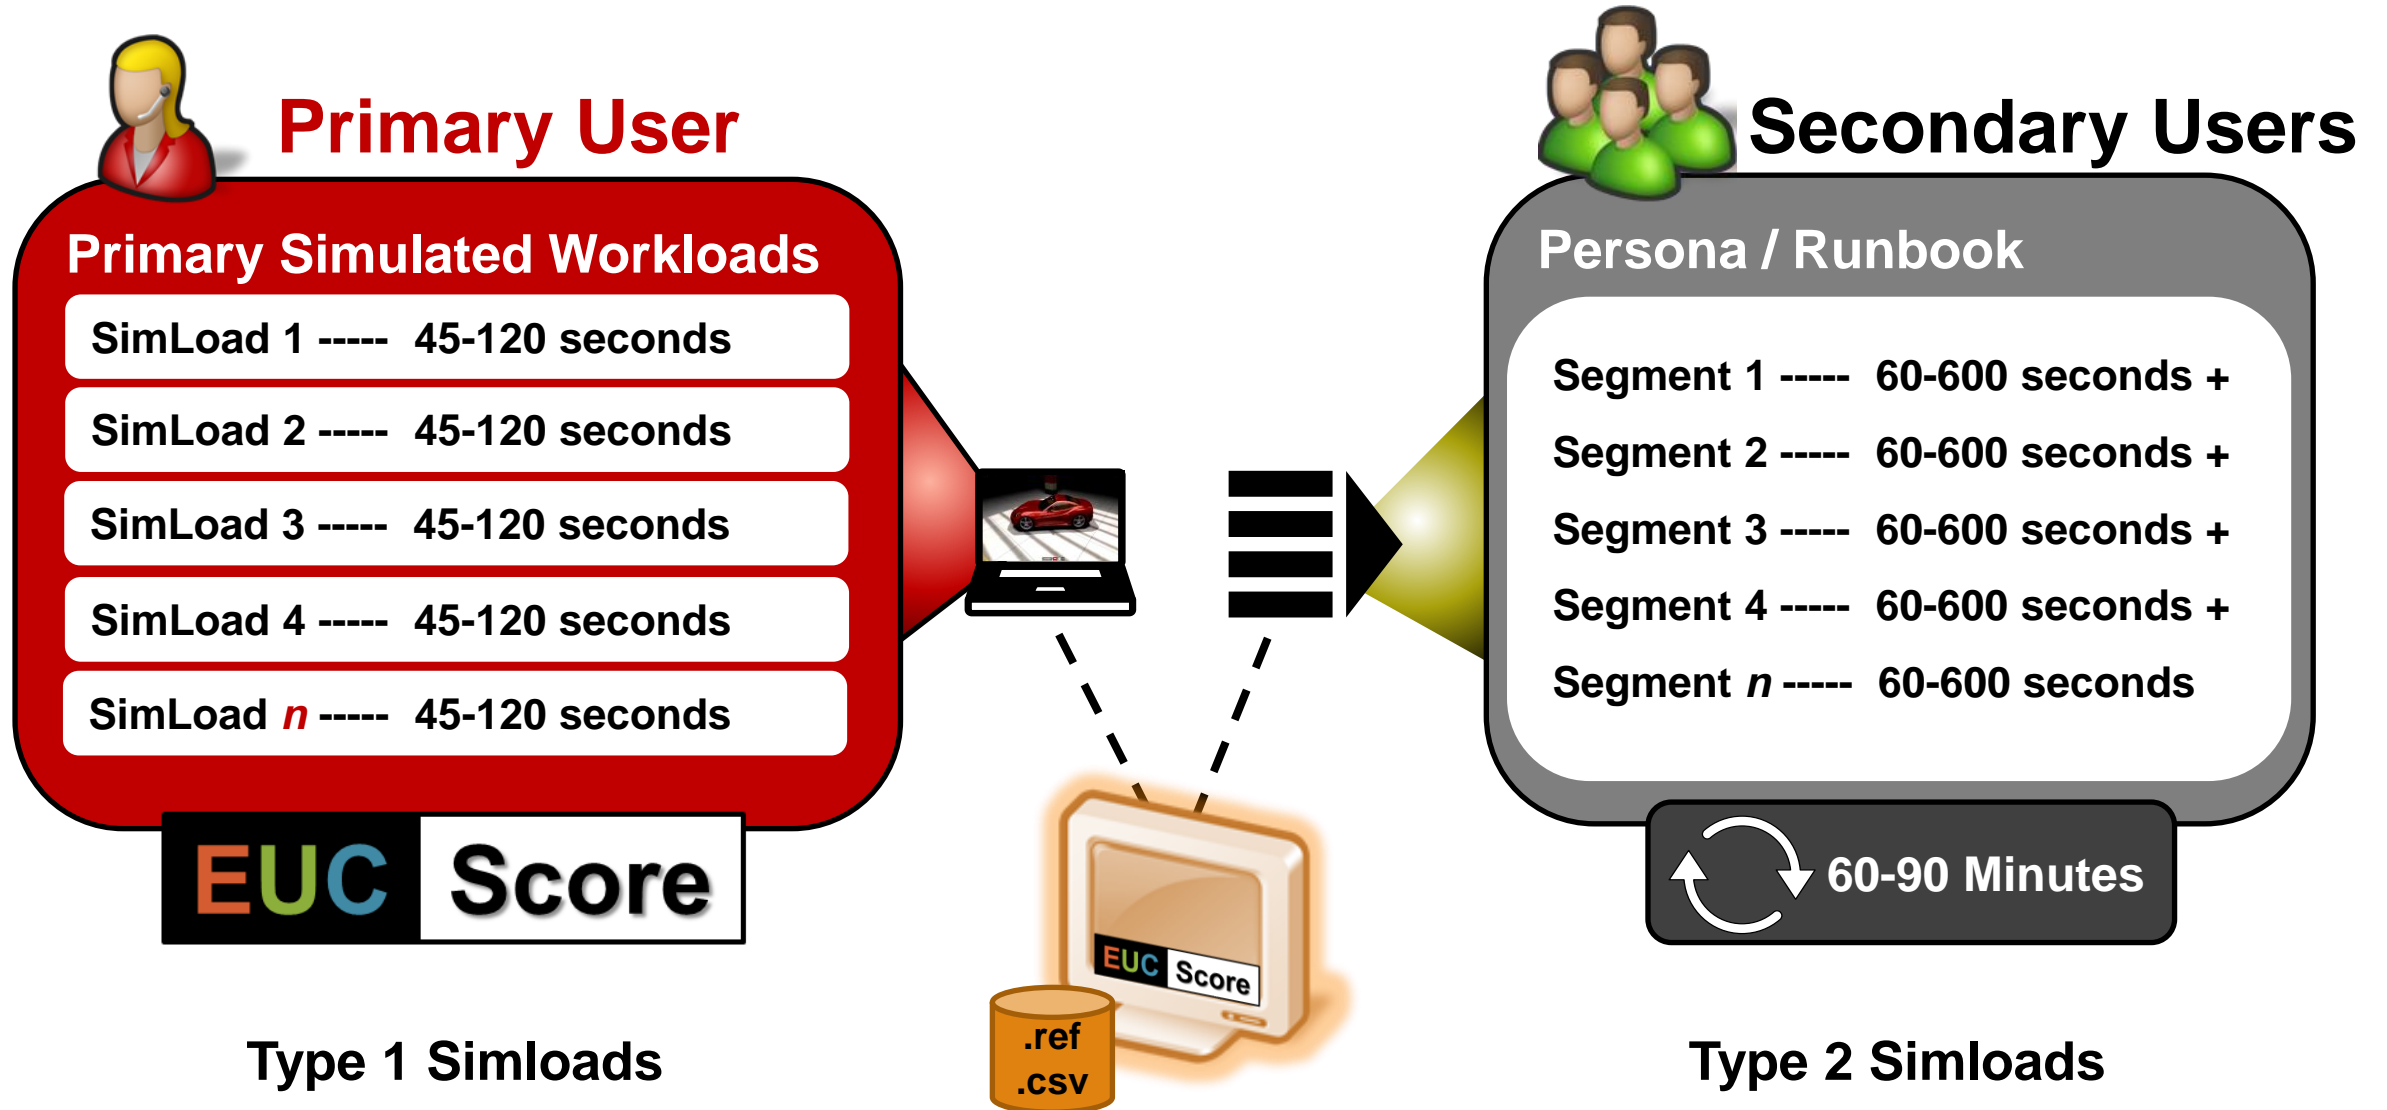 Primary User
Primary Simulated Workloads
SimLoad 1 ----- 45-120 seconds
SimLoad 2 ----- 45-120 seconds
SimLoad 3 ----- 45-120 seconds
SimLoad 4 ----- 45-120 seconds
SimLoad n ----- 45-120 seconds
EUC Score
Type 1 Simloads
EUC Score
.ref
.csv
Secondary Users
Persona / Runbook
Segment 1 ----- 60-600 seconds +
Segment 2 ----- 60-600 seconds +
Segment 3 ----- 60-600 seconds +
Segment 4 ----- 60-600 seconds +
Segment n ----- 60-600 seconds
60-90 Minutes
Type 2 Simloads